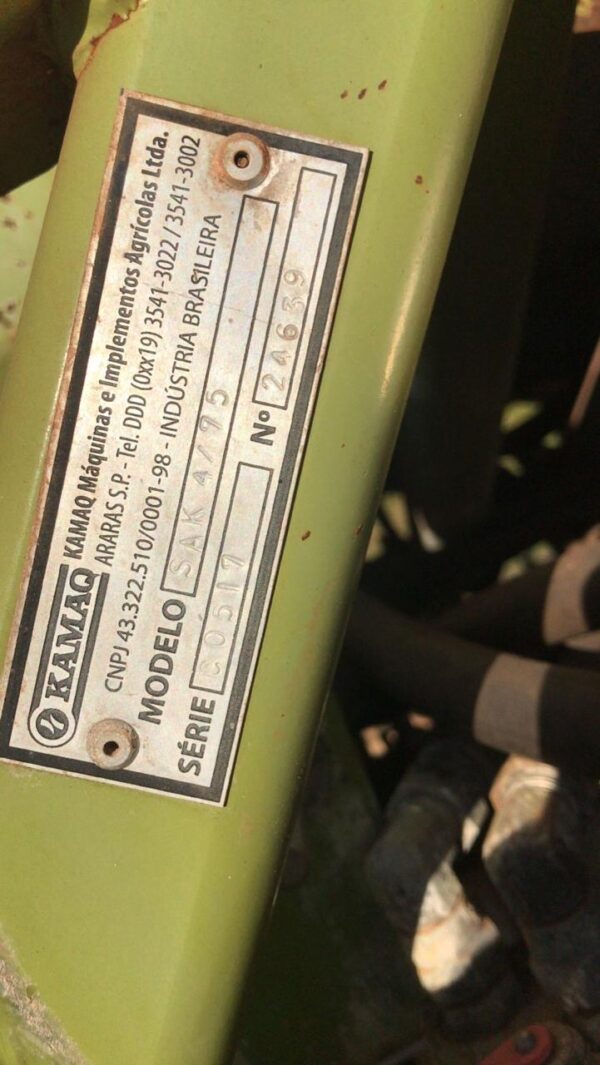 KAMAQ KAMAQ Máquinas e Implementos Agrícolas Ltda.
ARARAS S.P. - Tel. DDD (0xx19) 3541-3022 / 3541-3002
CNPJ 43.322.510/0001-98 - INDÚSTRIA BRASILEIRA
MODELO SAK 4/75
SÉRIE Nº 24639